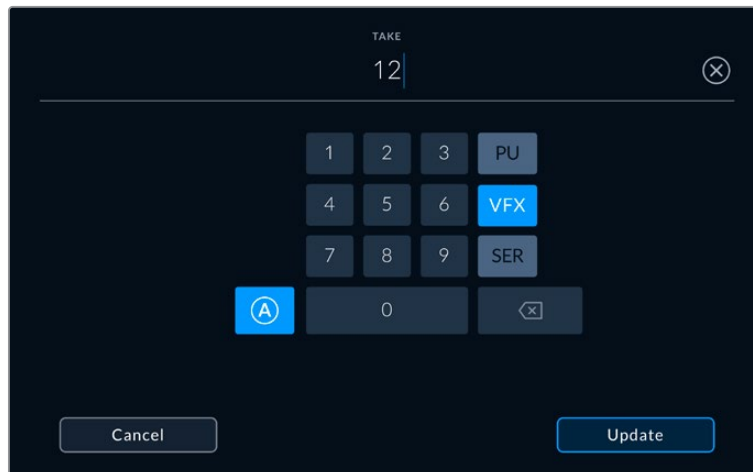 TAKE
12
1 2 3 PU
4 5 6 VFX
7 8 9 SER
A 0
Cancel Update